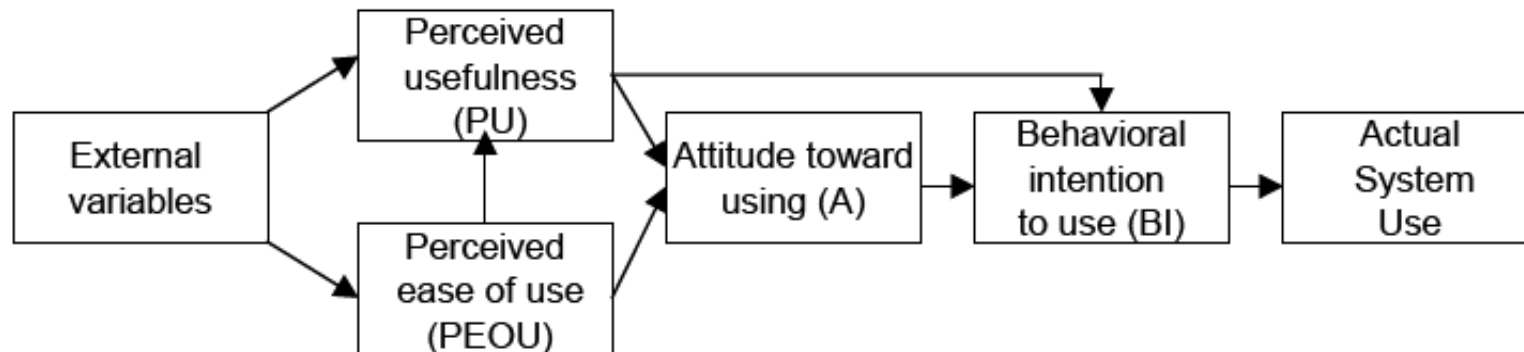 External
variables
Perceived
usefulness
(PU)
Perceived
ease of use
(PEOU)
Attitude toward
using (A)
Behavioral
intention
to use (BI)
Actual
System
Use